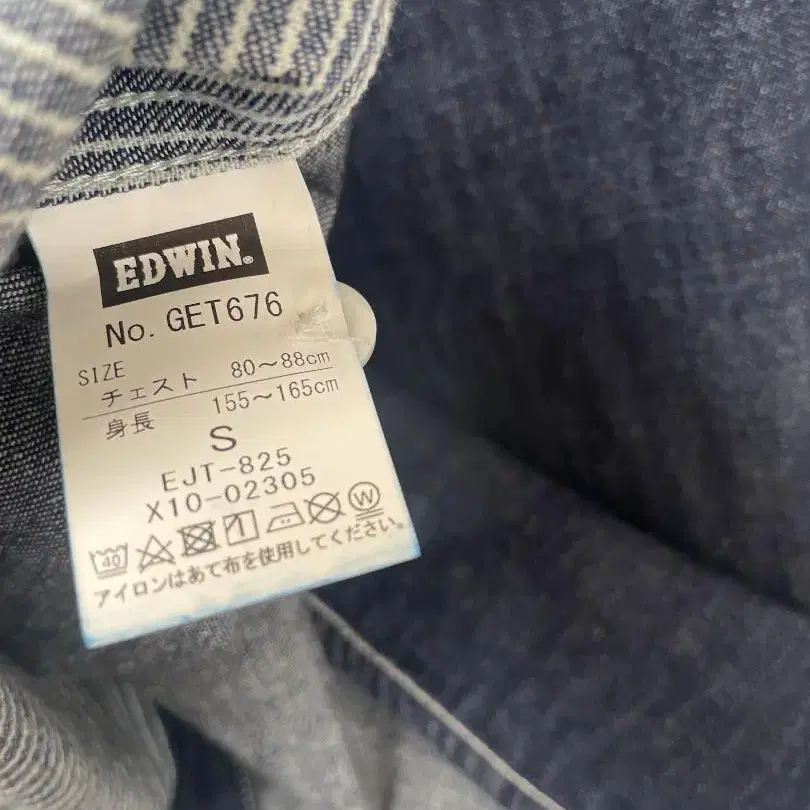 EDWIN®
No. GET676
SIZE
チェスト 80～88cm
身長 155～165cm
S
EJT-825
X10-02305
40 W
アイロンはあて布を使用してください。